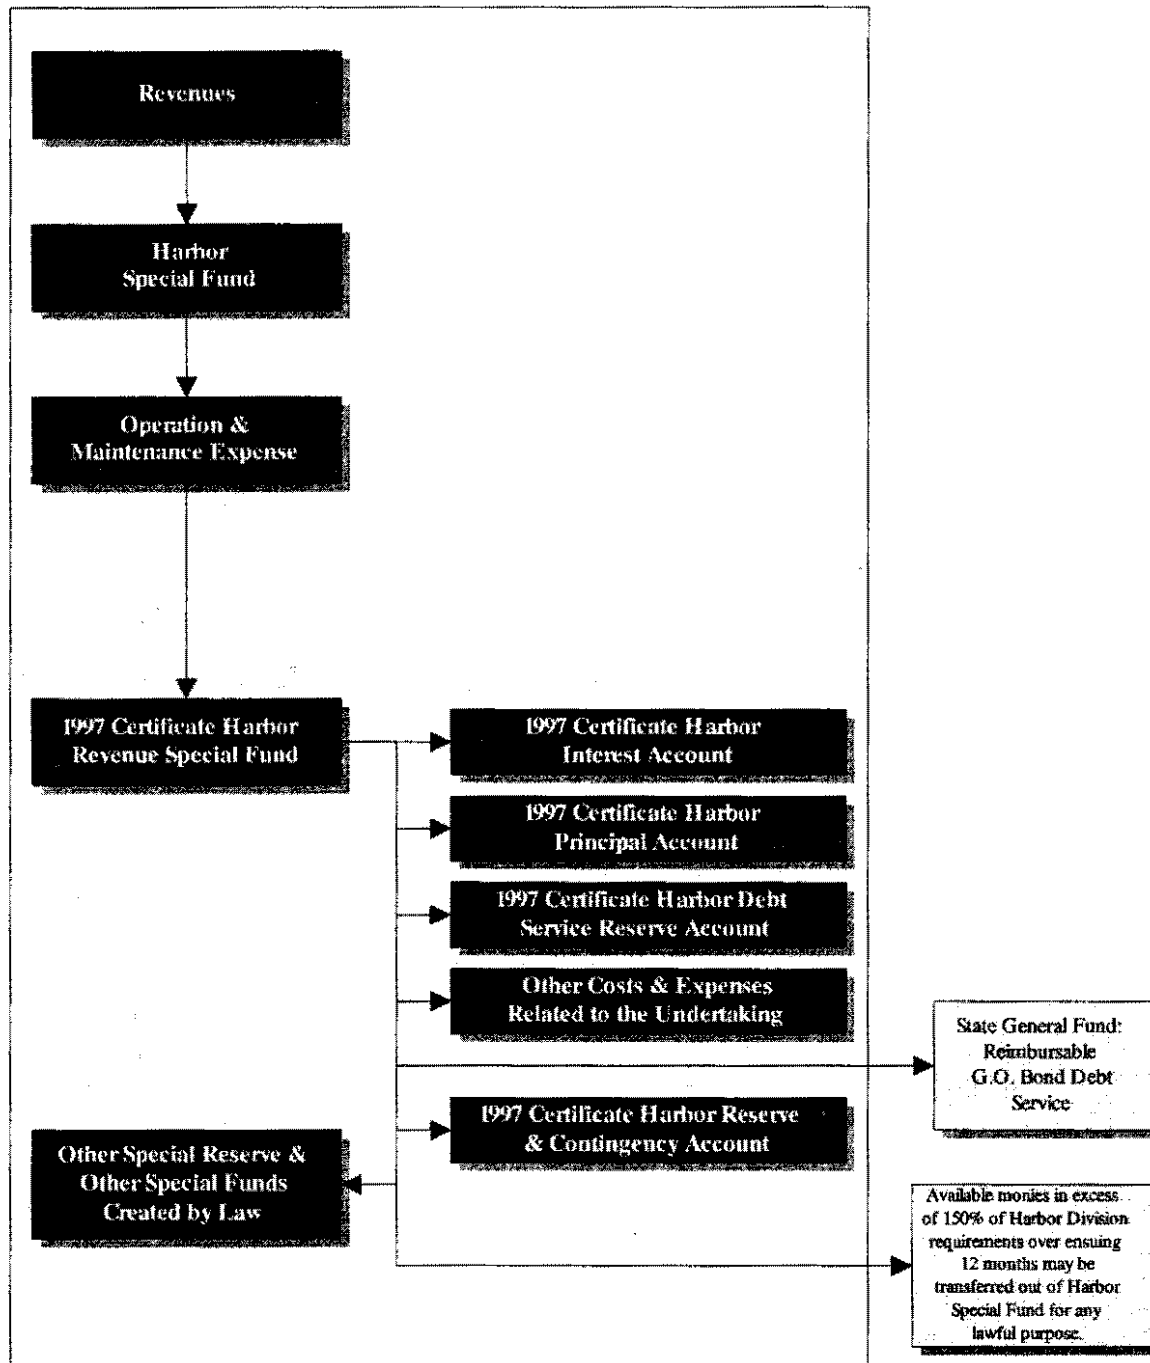 Revenues
Harbor
Special Fund
Operation &
Maintenance Expense
1997 Certificate Harbor
Revenue Special Fund
1997 Certificate Harbor
Interest Account
1997 Certificate Harbor
Principal Account
1997 Certificate Harbor Debt
Service Reserve Account
Other Costs & Expenses
Related to the Undertaking
State General Fund:
Reimbursable
G.O. Bond Debt
Service
1997 Certificate Harbor Reserve
& Contingency Account
Other Special Reserve &
Other Special Funds
Created by Law
Available monies in excess
of 150% of Harbor Division
requirements over ensuing
12 months may be
transferred out of Harbor
Special Fund for any
lawful purpose.